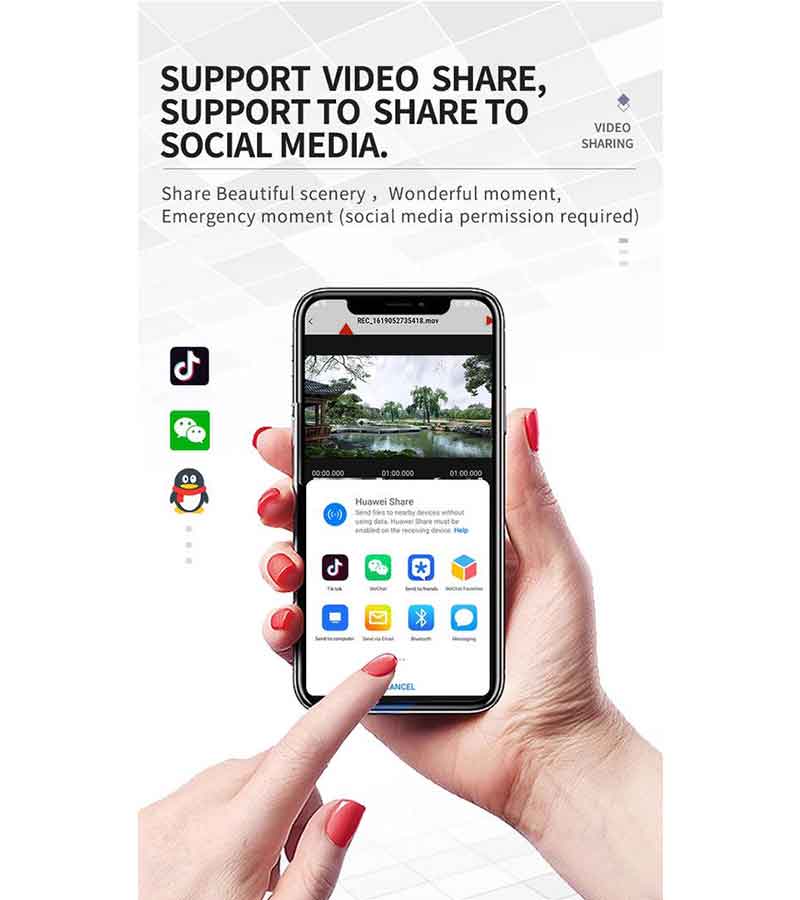 SUPPORT VIDEO SHARE,
SUPPORT TO SHARE TO
SOCIAL MEDIA.
VIDEO
SHARING
Share Beautiful scenery , Wonderful moment,
Emergency moment (social media permission required)
REC_1619052735418.mov
00:00.000 01:00.000 01:00.000
Huawei Share
Send files to nearby devices without
using data. Huawei Share must be
enabled on the receiving device. Help
Tik tok WeChat Send to friends WeChat Favorites
Send to computer Send via Email Bluetooth Messaging
ANCEL